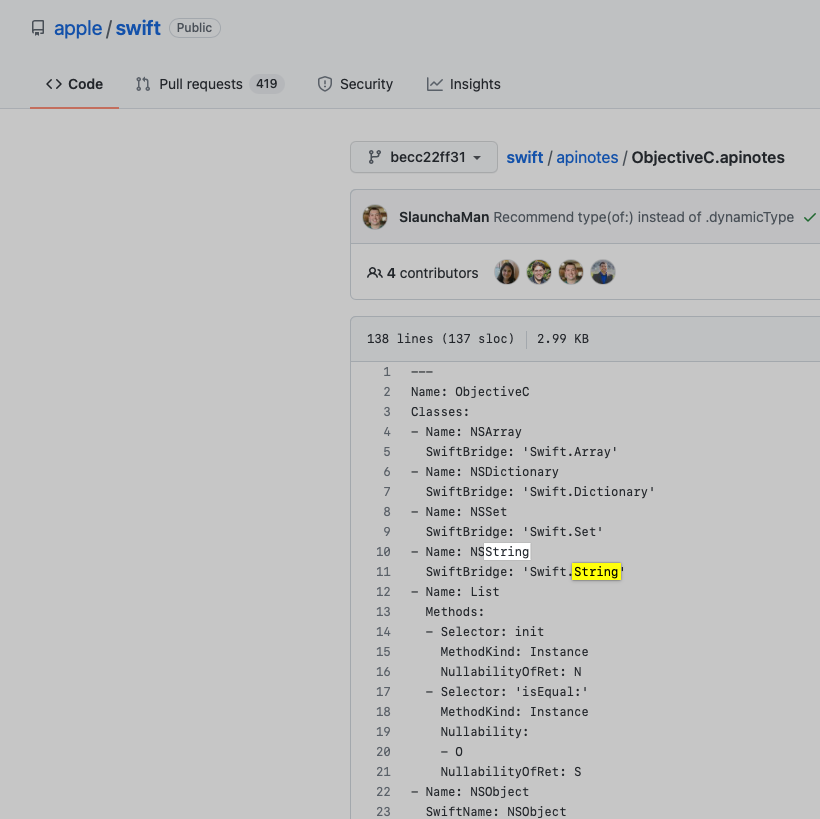 apple / swift Public
Code Pull requests 419 Security Insights
becc22ff31 swift / apinotes / ObjectiveC.apinotes
SlaunchaMan Recommend type(of:) instead of .dynamicType
4 contributors
138 lines (137 sloc) 2.99 KB
1 ---
2 Name: ObjectiveC
3 Classes:
4 - Name: NSArray
5 SwiftBridge: 'Swift.Array'
6 - Name: NSDictionary
7 SwiftBridge: 'Swift.Dictionary'
8 - Name: NSSet
9 SwiftBridge: 'Swift.Set'
10 - Name: NSString
11 SwiftBridge: 'Swift.String'
12 - Name: List
13 Methods:
14 - Selector: init
15 MethodKind: Instance
16 NullabilityOfRet: N
17 - Selector: 'isEqual:'
18 MethodKind: Instance
19 Nullability:
20 - O
21 NullabilityOfRet: S
22 - Name: NSObject
23 SwiftName: NSObject